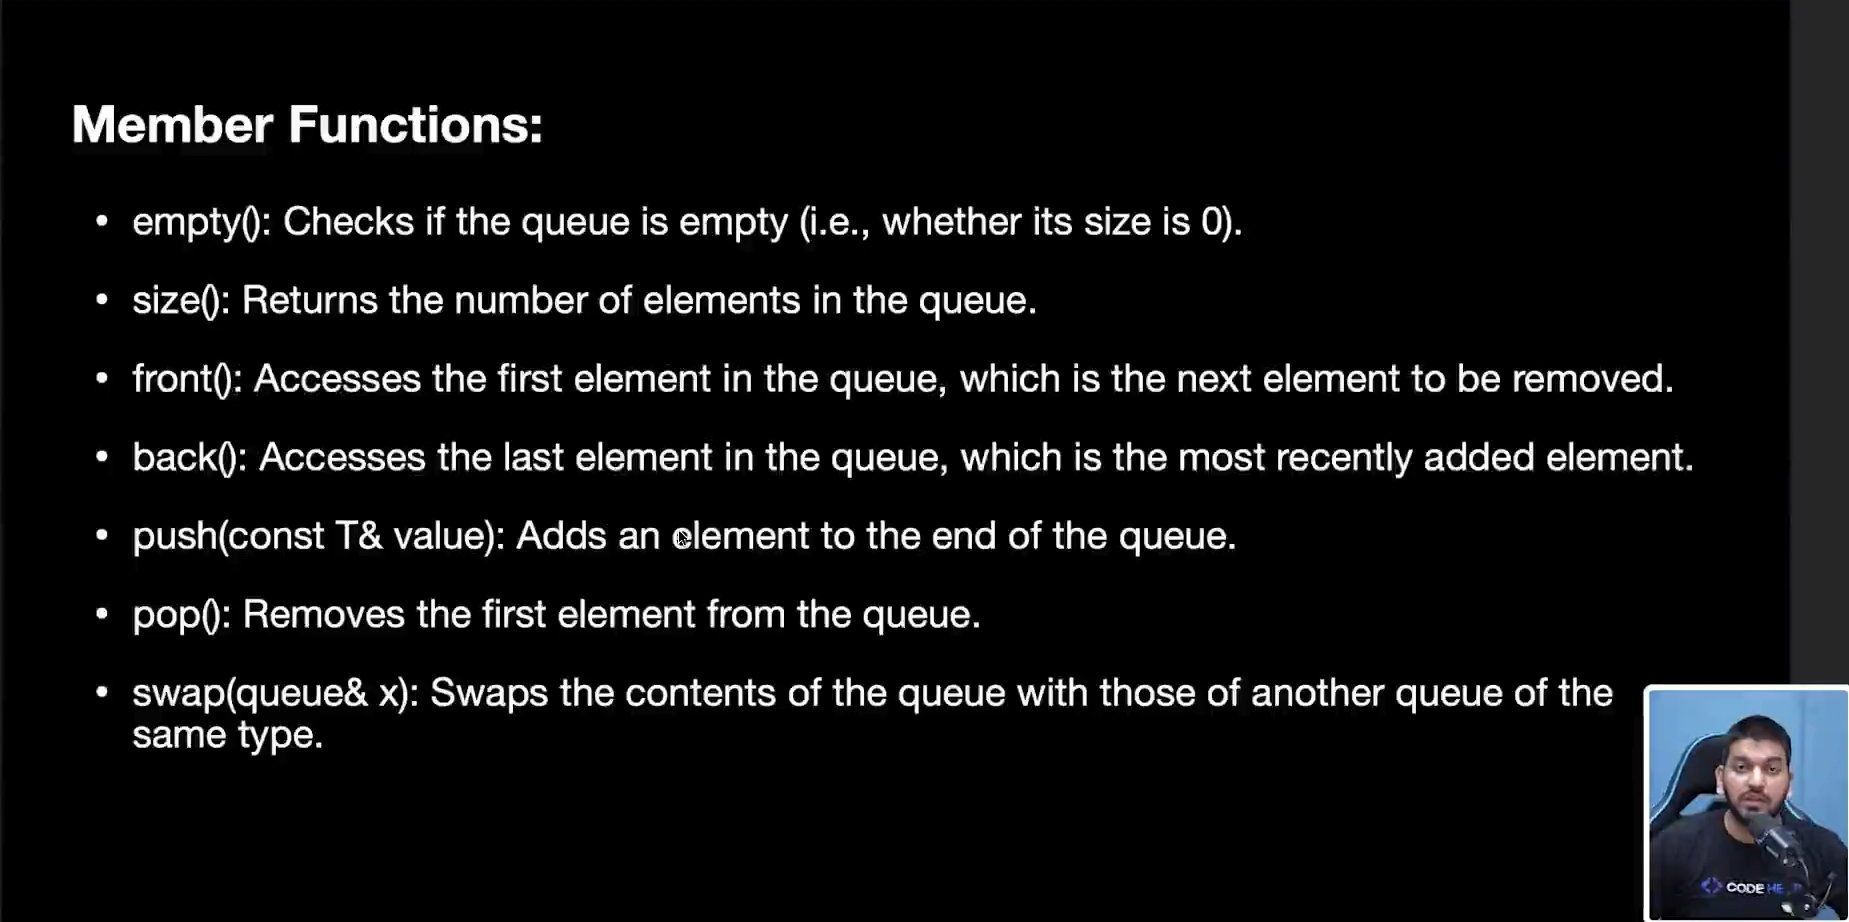 Member Functions:
• empty(): Checks if the queue is empty (i.e., whether its size is 0).
• size(): Returns the number of elements in the queue.
• front(): Accesses the first element in the queue, which is the next element to be removed.
• back(): Accesses the last element in the queue, which is the most recently added element.
• push(const T& value): Adds an element to the end of the queue.
• pop(): Removes the first element from the queue.
• swap(queue& x): Swaps the contents of the queue with those of another queue of the
same type.
CODE